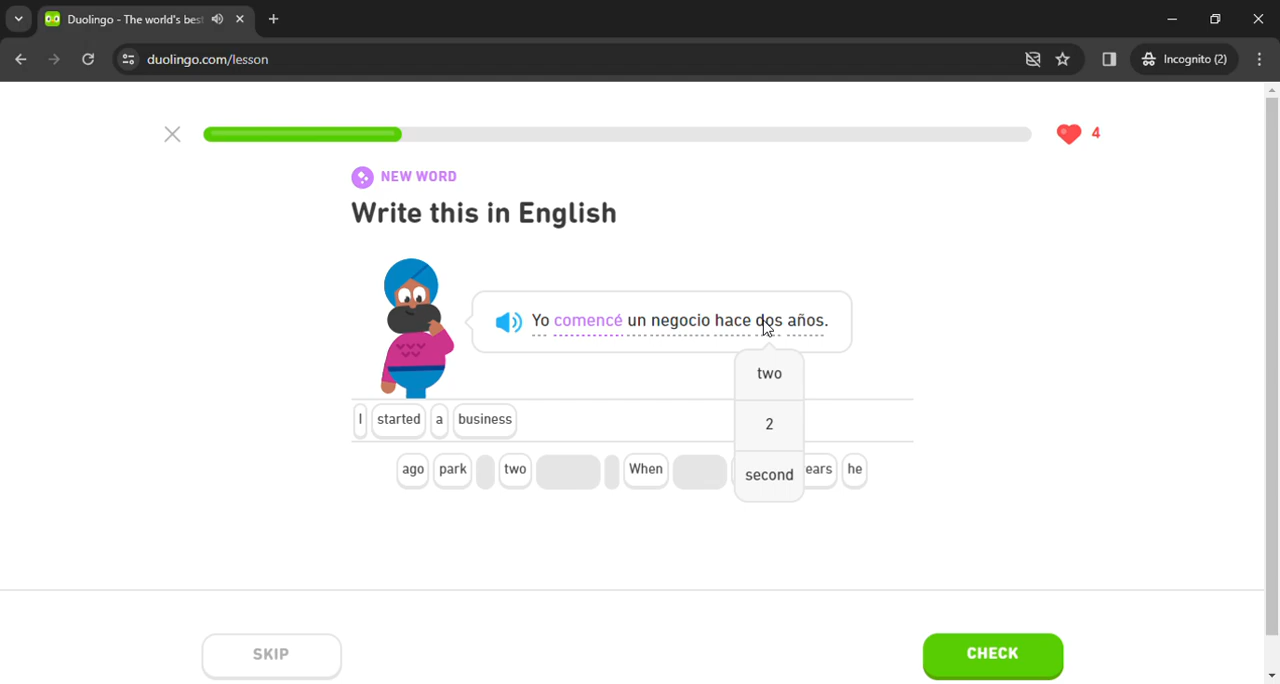 Duolingo - The world's bes
duolingo.com/lesson
Incognito (2)
4
NEW WORD
Write this in English
Yo comencé un negocio hace dos años.
two
2
second
I started a business
ago park two When ears he
SKIP
CHECK